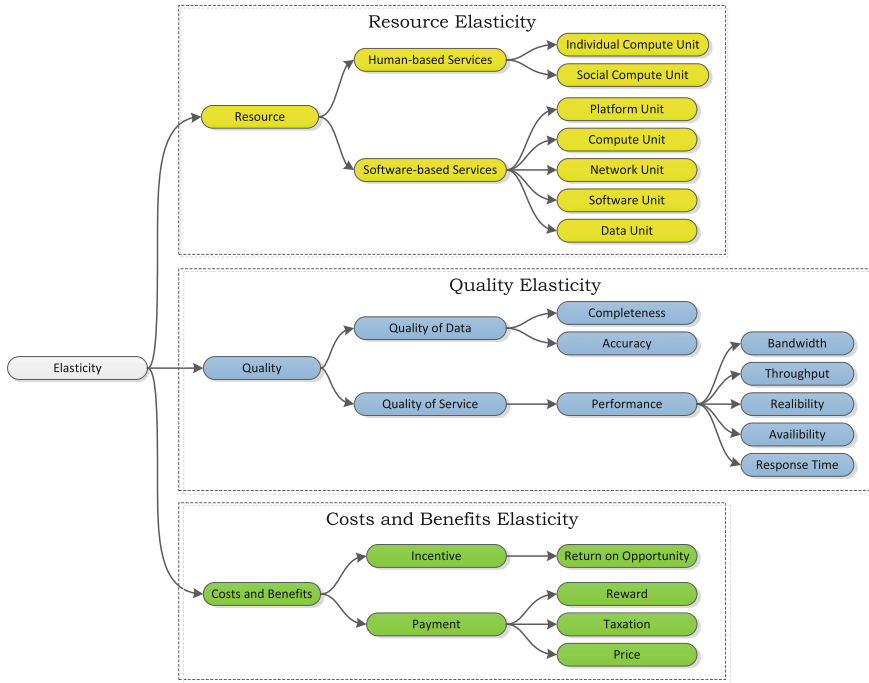 Resource Elasticity
Individual Compute Unit
Human-based Services
Social Compute Unit
Platform Unit
Resource
Compute Unit
Software-based Services
Network Unit
Software Unit
Data Unit
Quality Elasticity
Completeness
Quality of Data
Accuracy
Bandwidth
Elasticity
Quality
Throughput
Quality of Service
Performance
Realibility
Availibility
Response Time
Costs and Benefits Elasticity
Incentive
Return on Opportunity
Costs and Benefits
Reward
Payment
Taxation
Price